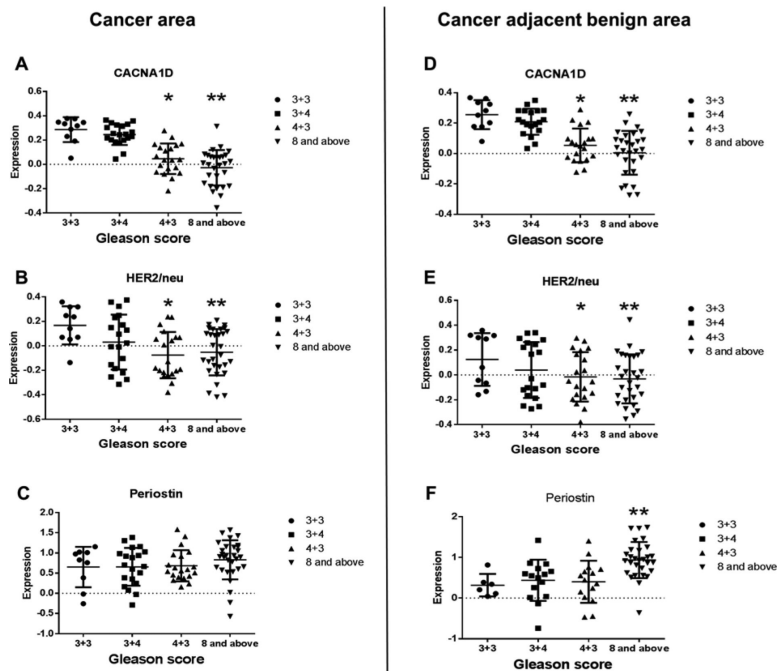 Cancer area
Cancer adjacent benign area
A
CACNA1D
*
**
0.6
0.4
0.2
0.0
-0.2
-0.4
Expression
3+3
3+4
4+3
8 and above
Gleason score
3+3
3+4
4+3
8 and above
D
CACNA1D
*
**
0.4
0.2
0.0
-0.2
-0.4
Expression
3+3
3+4
4+3
8 and above
Gleason score
3+3
3+4
4+3
8 and above
B
HER2/neu
*
**
0.4
0.2
0.0
-0.2
-0.4
-0.6
Expression
3+3
3+4
4+3
8 and above
Gleason score
3+3
3+4
4+3
8 and above
E
HER2/neu
*
**
0.6
0.4
0.2
0.0
-0.2
-0.4
Expression
3+3
3+4
4+3
8 and above
Gleason score
3+3
3+4
4+3
8 and above
C
Periostin
2.0
1.5
1.0
0.5
0.0
-0.5
-1.0
Expression
3+3
3+4
4+3
8 and above
Gleason score
3+3
3+4
4+3
8 and above
F
Periostin
**
2
1
0
-1
Expression
3+3
3+4
4+3
8 and above
Gleason score
3+3
3+4
4+3
8 and above